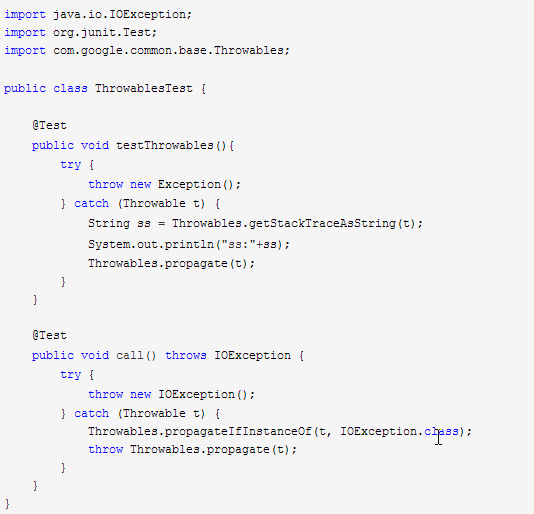 import java.io.IOException;
import org.junit.Test;
import com.google.common.base.Throwables;
public class ThrowablesTest {
@Test
public void testThrowables(){
try {
throw new Exception();
} catch (Throwable t) {
String ss = Throwables.getStackTraceAsString(t);
System.out.println("ss:"+ss);
Throwables.propagate(t);
}
}
@Test
public void call() throws IOException {
try {
throw new IOException();
} catch (Throwable t) {
Throwables.propagateIfInstanceOf(t, IOException.class);
throw Throwables.propagate(t);
}
}
}